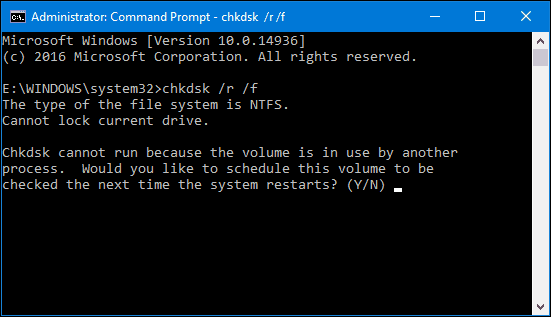 Administrator: Command Prompt - chkdsk /r /f
Microsoft Windows [Version 10.0.14936]
(c) 2016 Microsoft Corporation. All rights reserved.
E:\WINDOWS\system32>chkdsk /r /f
The type of the file system is NTFS.
Cannot lock current drive.
Chkdsk cannot run because the volume is in use by another
process.  Would you like to schedule this volume to be
checked the next time the system restarts? (Y/N)